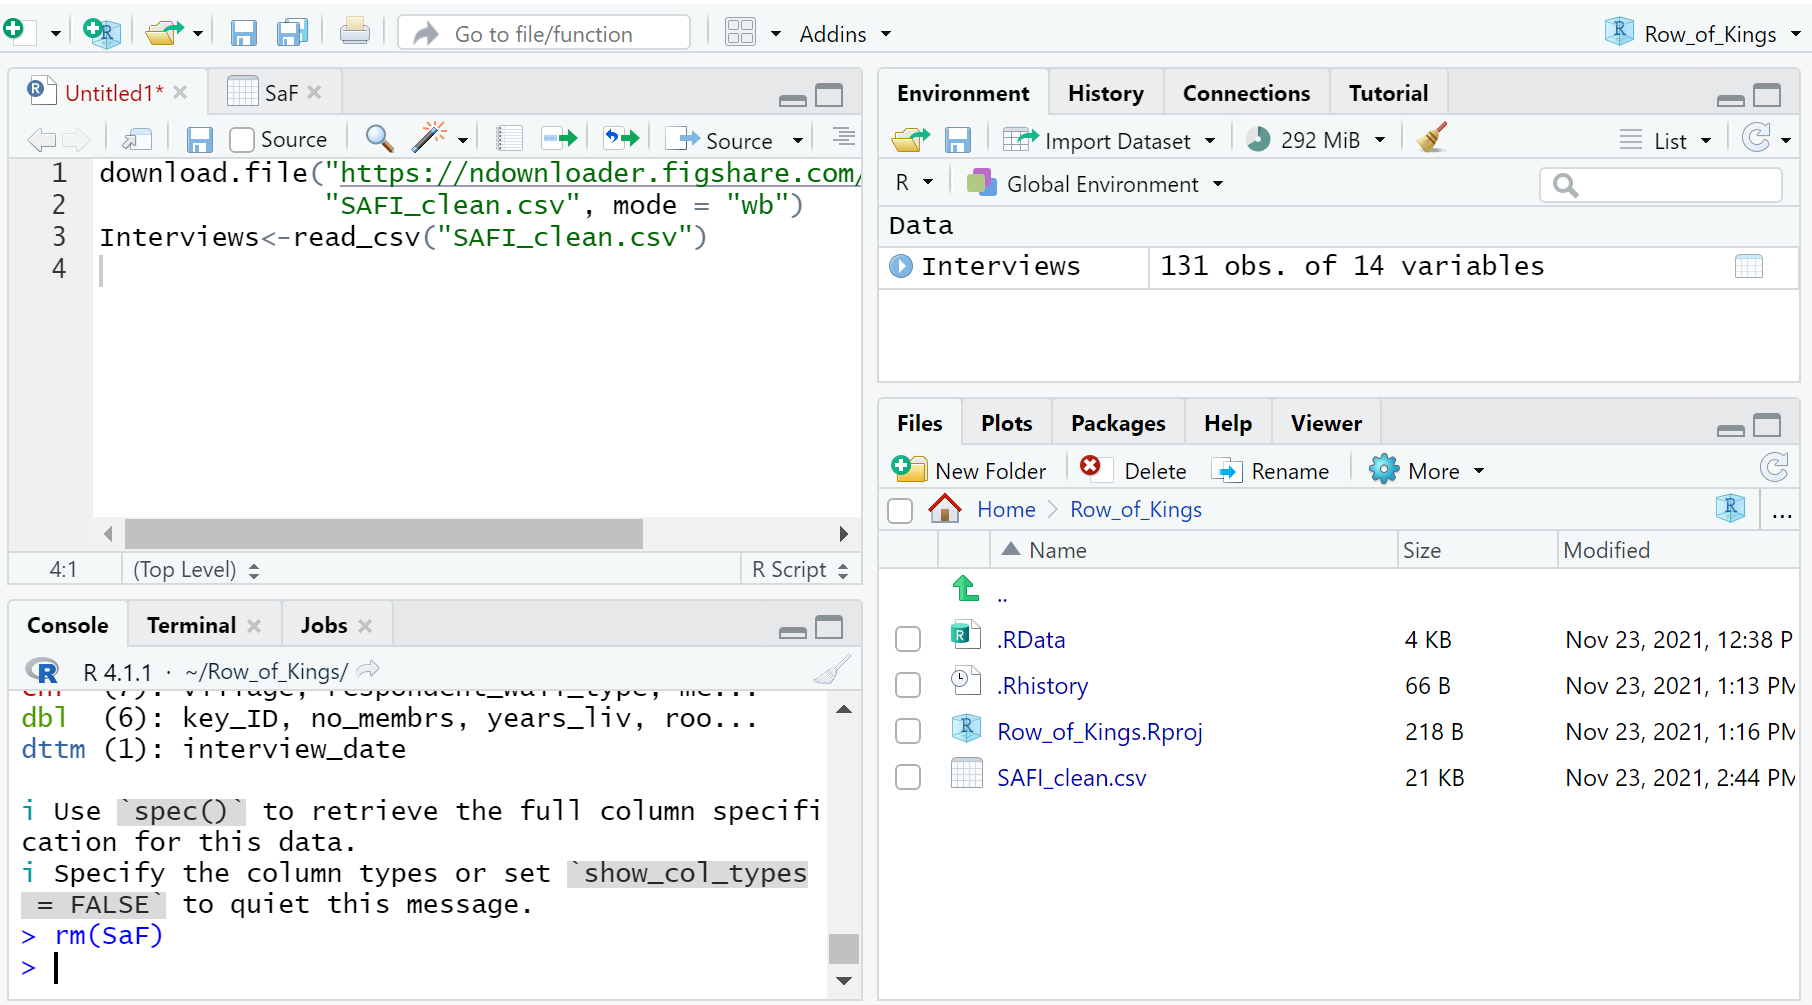 Go to file/function
Addins
Row_of_Kings
Untitled1*
SaF
Source
Source
1 download.file("https://ndownloader.figshare.com/
2 "SAFI_clean.csv", mode = "wb")
3 Interviews<-read_csv("SAFI_clean.csv")
4
4:1 (Top Level) R Script
Console Terminal Jobs
R 4.1.1 · ~/Row_of_Kings/
(7): village, respondent_wall_type, me...
dbl (6): key_ID, no_membrs, years_liv, roo...
dttm (1): interview_date
i Use `spec()` to retrieve the full column specifi
cation for this data.
i Specify the column types or set `show_col_types
= FALSE` to quiet this message.
> rm(SaF)
>
Environment History Connections Tutorial
Import Dataset 292 MiB List
R Global Environment
Data
Interviews 131 obs. of 14 variables
Files Plots Packages Help Viewer
New Folder Delete Rename More
Home Row_of_Kings ...
Name Size Modified
..
.RData 4 KB Nov 23, 2021, 12:38 P
.Rhistory 66 B Nov 23, 2021, 1:13 PM
Row_of_Kings.Rproj 218 B Nov 23, 2021, 1:16 PM
SAFI_clean.csv 21 KB Nov 23, 2021, 2:44 PM